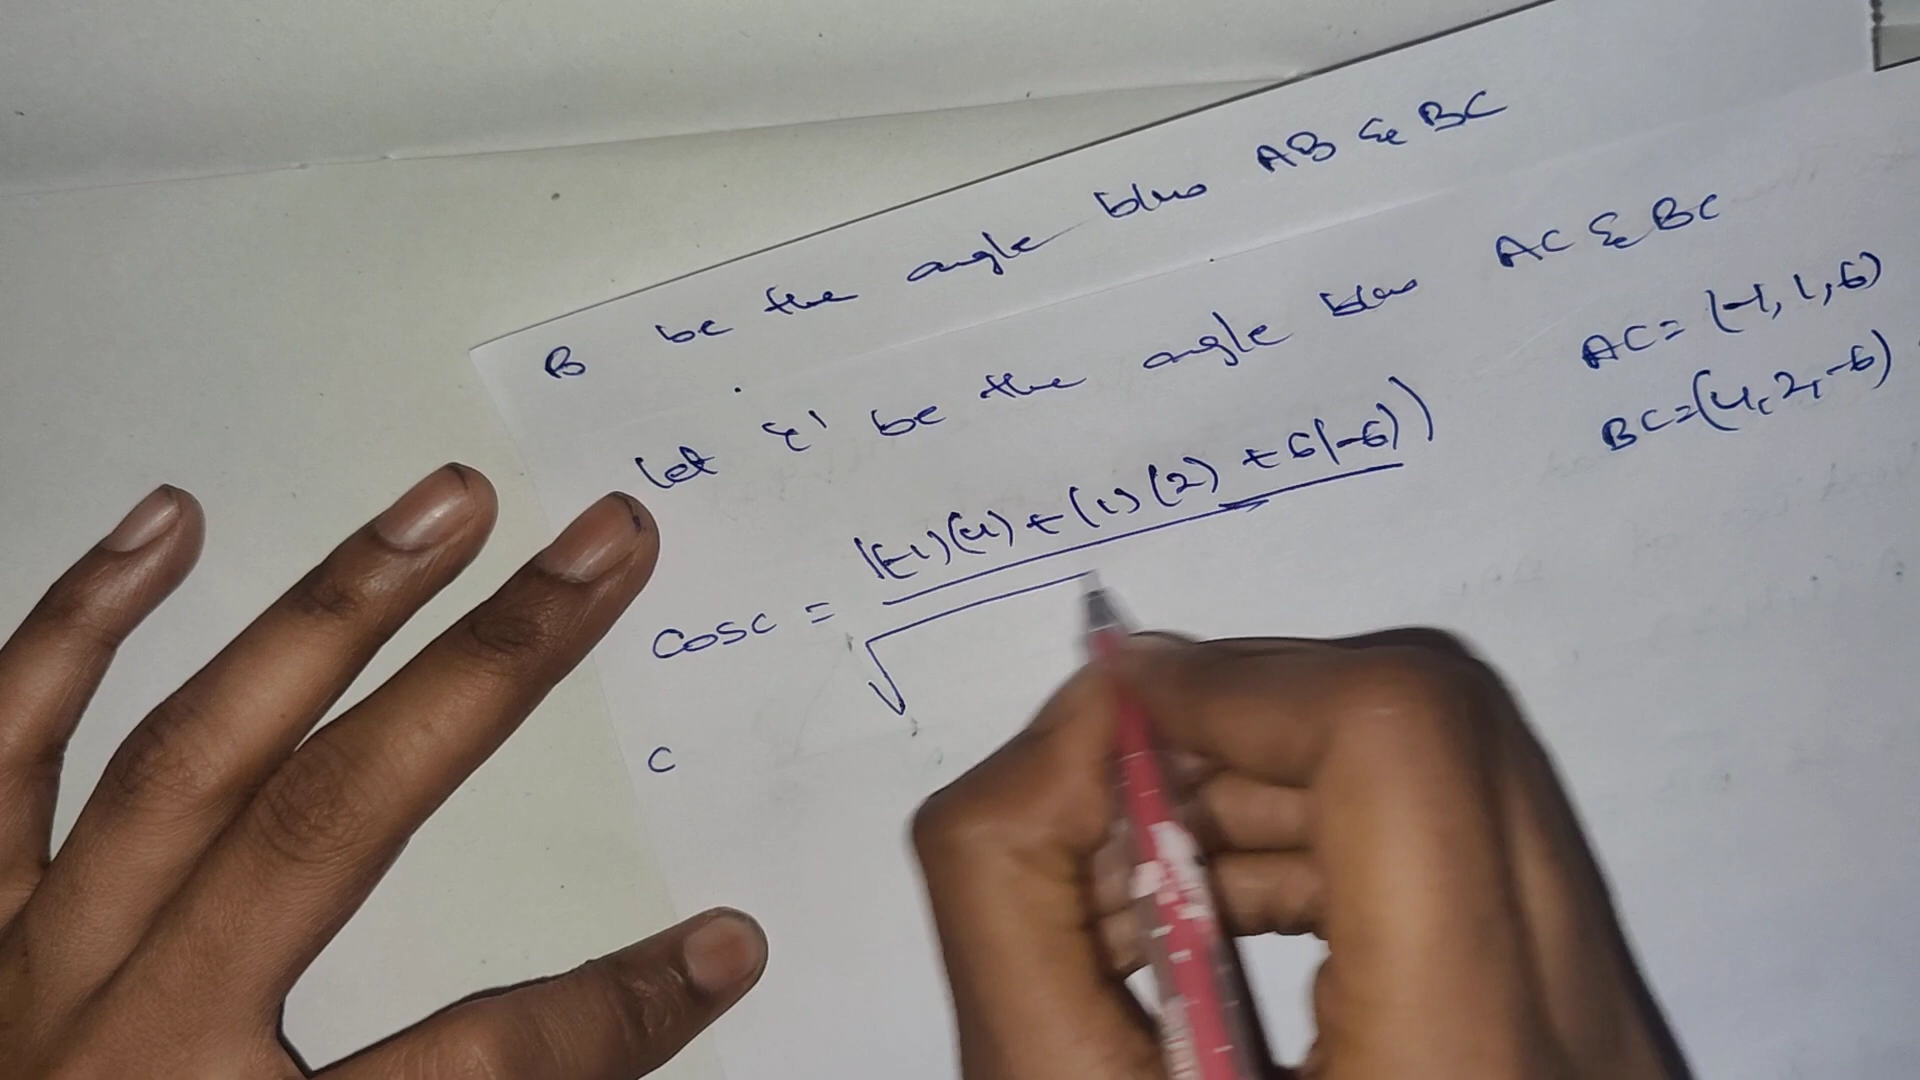 B be the angle b/w AB & BC
let 'c' be the angle b/w AC & BC
AC = (-1, 1, 6)
BC = (4, 2, -6)
cosc = |(-1)(4) + (1)(2) + 6(-6))
√
C